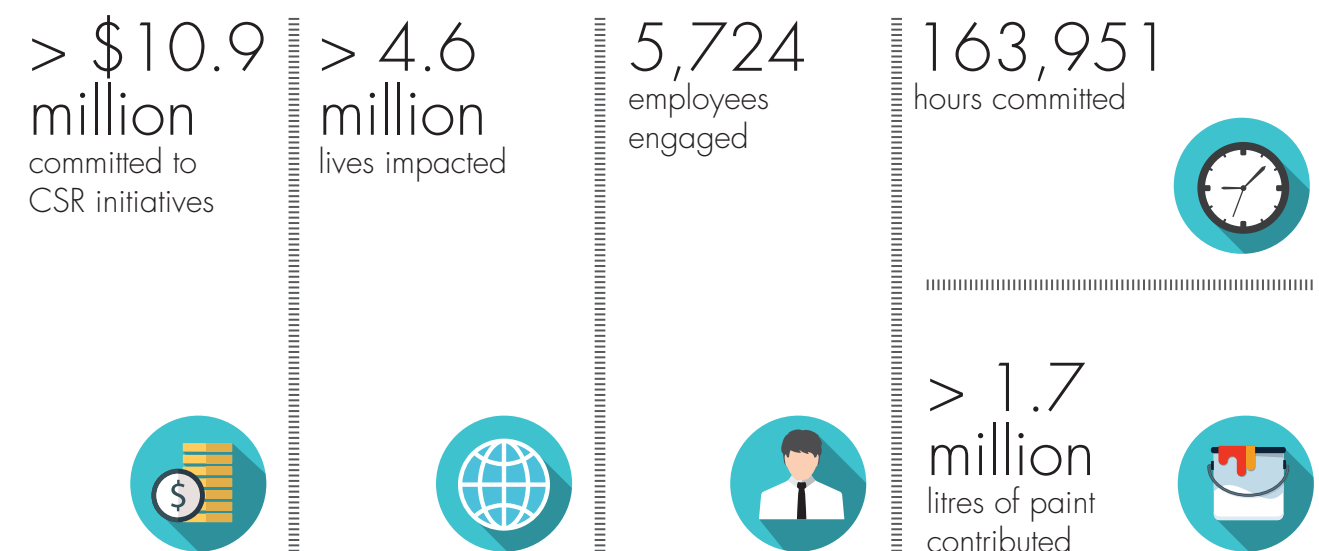 > $10.9
million
committed to
CSR initiatives
> 4.6
million
lives impacted
5,724
employees
engaged
163,951
hours committed
> 1.7
million
litres of paint
contributed
$